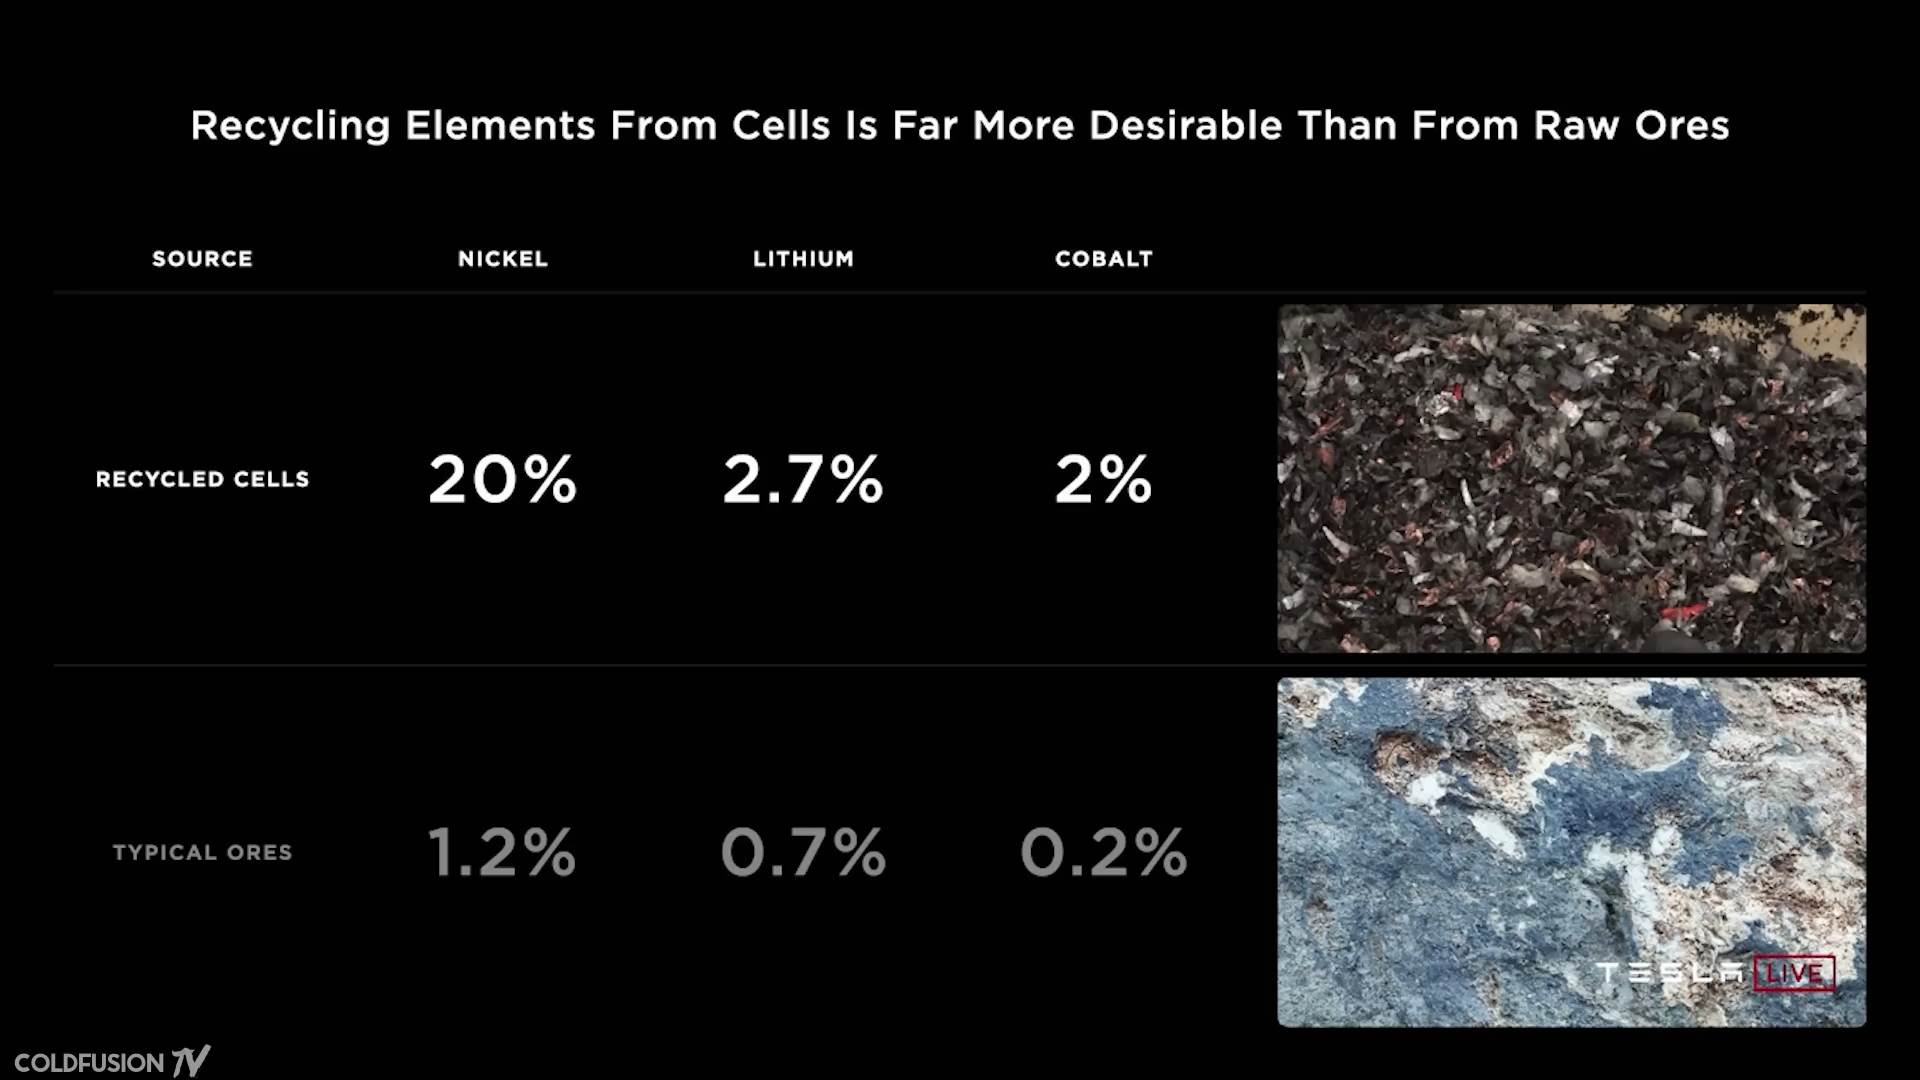 Recycling Elements From Cells Is Far More Desirable Than From Raw Ores
SOURCE NICKEL LITHIUM COBALT
RECYCLED CELLS 20% 2.7% 2%
TYPICAL ORES 1.2% 0.7% 0.2%
TESLA LIVE
COLDFUSION TV